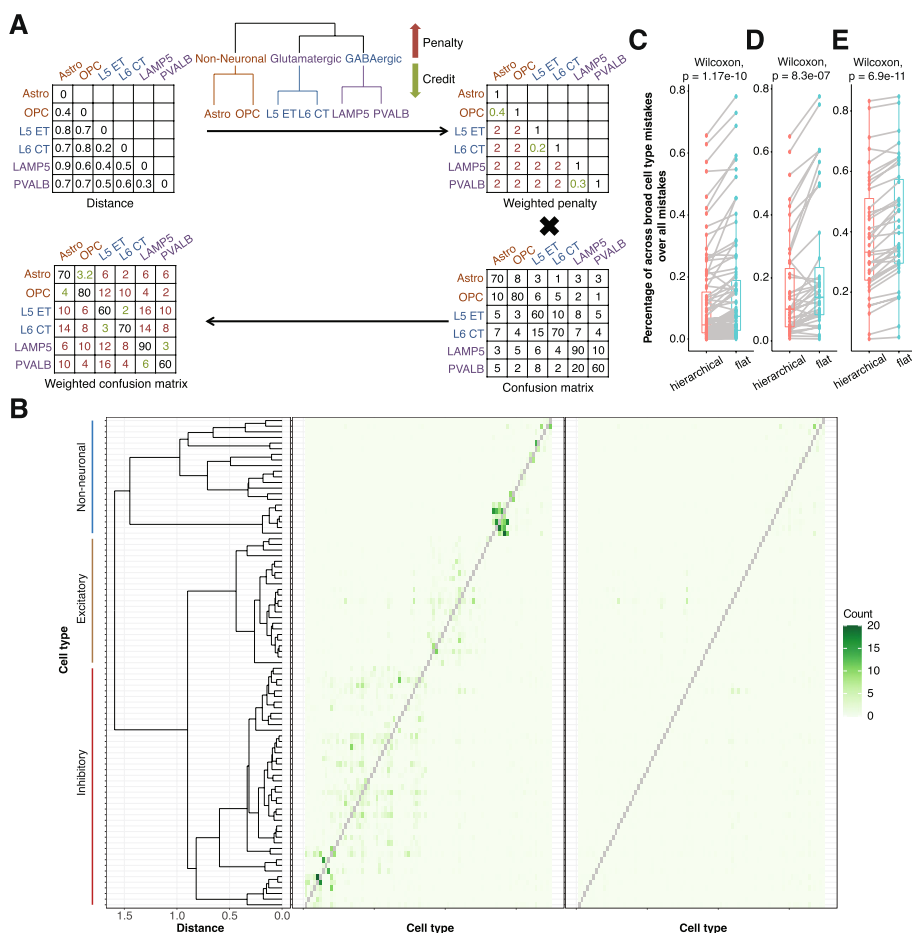 A
Non-Neuronal Glutamatergic GABAergic
Astro OPC L5 ET L6 CT LAMP5 PVALB
Penalty
Credit
Astro OPC L5 ET L6 CT LAMP5 PVALB
Astro 0
OPC 0.4 0
L5 ET 0.8 0.7 0
L6 CT 0.7 0.8 0.2 0
LAMP5 0.9 0.6 0.4 0.5 0
PVALB 0.7 0.7 0.5 0.6 0.3 0
Distance
Astro OPC L5 ET L6 CT LAMP5 PVALB
Astro 1
OPC 0.4 1
L5 ET 2 2 1
L6 CT 2 2 0.2 1
LAMP5 2 2 2 2 1
PVALB 2 2 2 2 0.3 1
Weighted penalty
Astro OPC L5 ET L6 CT LAMP5 PVALB
Astro 70 8 3 1 3 3
OPC 10 80 6 5 2 1
L5 ET 5 3 60 10 8 5
L6 CT 7 4 15 70 7 4
LAMP5 3 5 6 4 90 10
PVALB 5 2 8 2 20 60
Confusion matrix
Astro OPC L5 ET L6 CT LAMP5 PVALB
Astro 70 3.2 6 2 6 6
OPC 4 80 12 10 4 2
L5 ET 10 6 60 2 16 10
L6 CT 14 8 3 70 14 8
LAMP5 6 10 12 8 90 3
PVALB 10 4 16 4 6 60
Weighted confusion matrix
C
Wilcoxon,
p = 1.17e-10
Percentage of across broad cell type mistakes
over all mistakes
0.8
0.6
0.4
0.2
0.0
hierarchical flat
D
Wilcoxon,
p = 8.3e-07
0.8
0.6
0.4
0.2
0.0
hierarchical flat
E
Wilcoxon,
p = 6.9e-11
0.8
0.6
0.4
0.2
hierarchical flat
B
Cell type
Non-neuronal
Excitatory
Inhibitory
1.5 1.0 0.5 0.0
Distance
Cell type
Cell type
Count
20
15
10
5
0